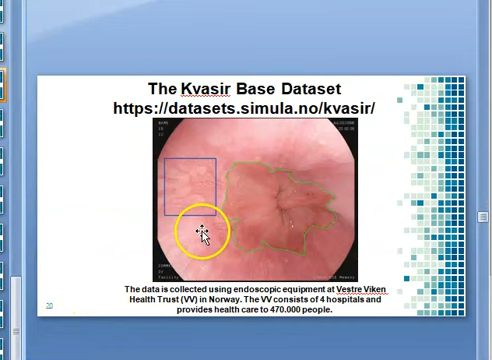 The Kvasir Base Dataset
https://datasets.simula.no/kvasir/
The data is collected using endoscopic equipment at Vestre Viken
Health Trust (VV) in Norway. The VV consists of 4 hospitals and
provides health care to 470.000 people.
20